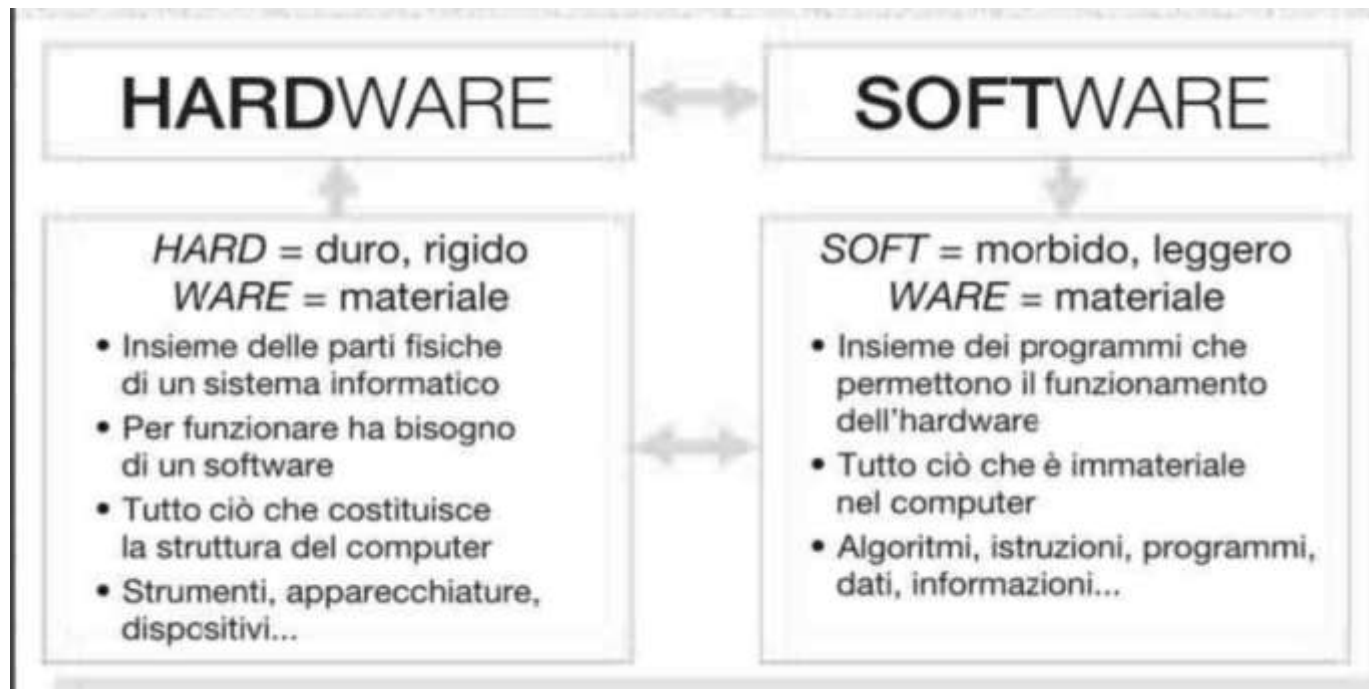 HARDWARE
SOFTWARE
HARD = duro, rigido
WARE = materiale
• Insieme delle parti fisiche
di un sistema informatico
• Per funzionare ha bisogno
di un software
• Tutto ciò che costituisce
la struttura del computer
• Strumenti, apparecchiature,
dispositivi...
SOFT = morbido, leggero
WARE = materiale
• Insieme dei programmi che
permettono il funzionamento
dell'hardware
• Tutto ciò che è immateriale
nel computer
• Algoritmi, istruzioni, programmi,
dati, informazioni...